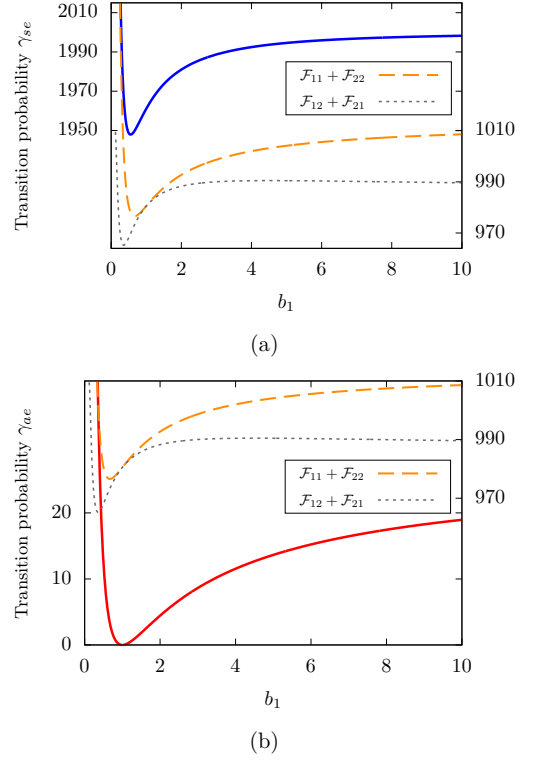 2010
1990
1970
1950
Transition probability γ_se
F₁₁ + F₂₂
F₁₂ + F₂₁
1010
990
970
0 2 4 6 8 10
b₁
(a)
Transition probability γ_ae
20
10
0
F₁₁ + F₂₂
F₁₂ + F₂₁
1010
990
970
0 2 4 6 8 10
b₁
(b)